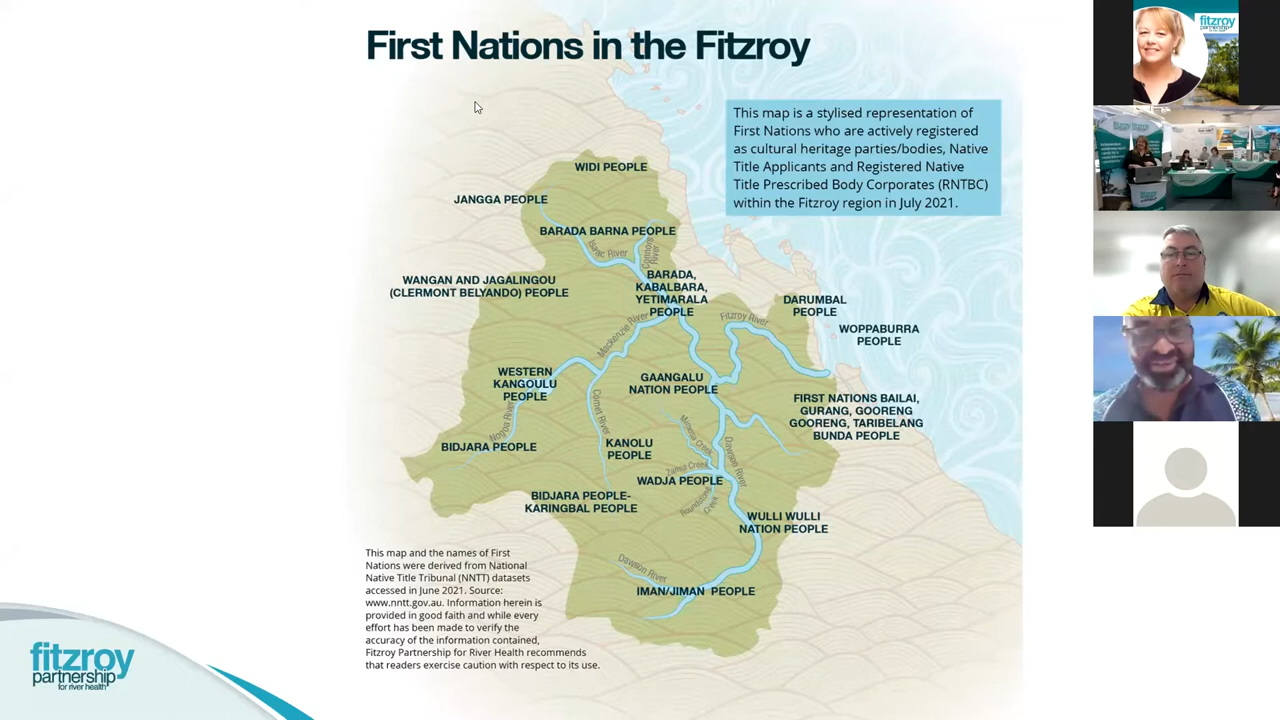 First Nations in the Fitzroy
This map is a stylised representation of
First Nations who are actively registered
as cultural heritage parties/bodies, Native
Title Applicants and Registered Native
Title Prescribed Body Corporates (RNTBC)
within the Fitzroy region in July 2021.
WIDI PEOPLE
JANGGA PEOPLE
BARADA BARNA PEOPLE
Isaac River
Connors
River
WANGAN AND JAGALINGOU
(CLERMONT BELYANDO) PEOPLE
BARADA,
KABALBARA,
YETIMARALA
PEOPLE
DARUMBAL
PEOPLE
Fitzroy River
Mackenzie River
WOPPABURRA
PEOPLE
WESTERN
KANGOULU
PEOPLE
GAANGALU
NATION PEOPLE
FIRST NATIONS BAILAI,
GURANG, GOORENG
GOORENG, TARIBELANG
BUNDA PEOPLE
Nogoa River
Comet River
Mimosa Creek
Dawson River
BIDJARA PEOPLE
KANOLU
PEOPLE
Zamia Creek
WADJA PEOPLE
Roundstone
Creek
BIDJARA PEOPLE-
KARINGBAL PEOPLE
WULLI WULLI
NATION PEOPLE
Dawson River
IMAN/JIMAN PEOPLE
This map and the names of First
Nations were derived from National
Native Title Tribunal (NNTT) datasets
accessed in June 2021. Source:
www.nntt.gov.au. Information herein is
provided in good faith and while every
effort has been made to verify the
accuracy of the information contained,
Fitzroy Partnership for River Health recommends
that readers exercise caution with respect to its use.
fitzroy
partnership
for river health
fitzroy
partnership